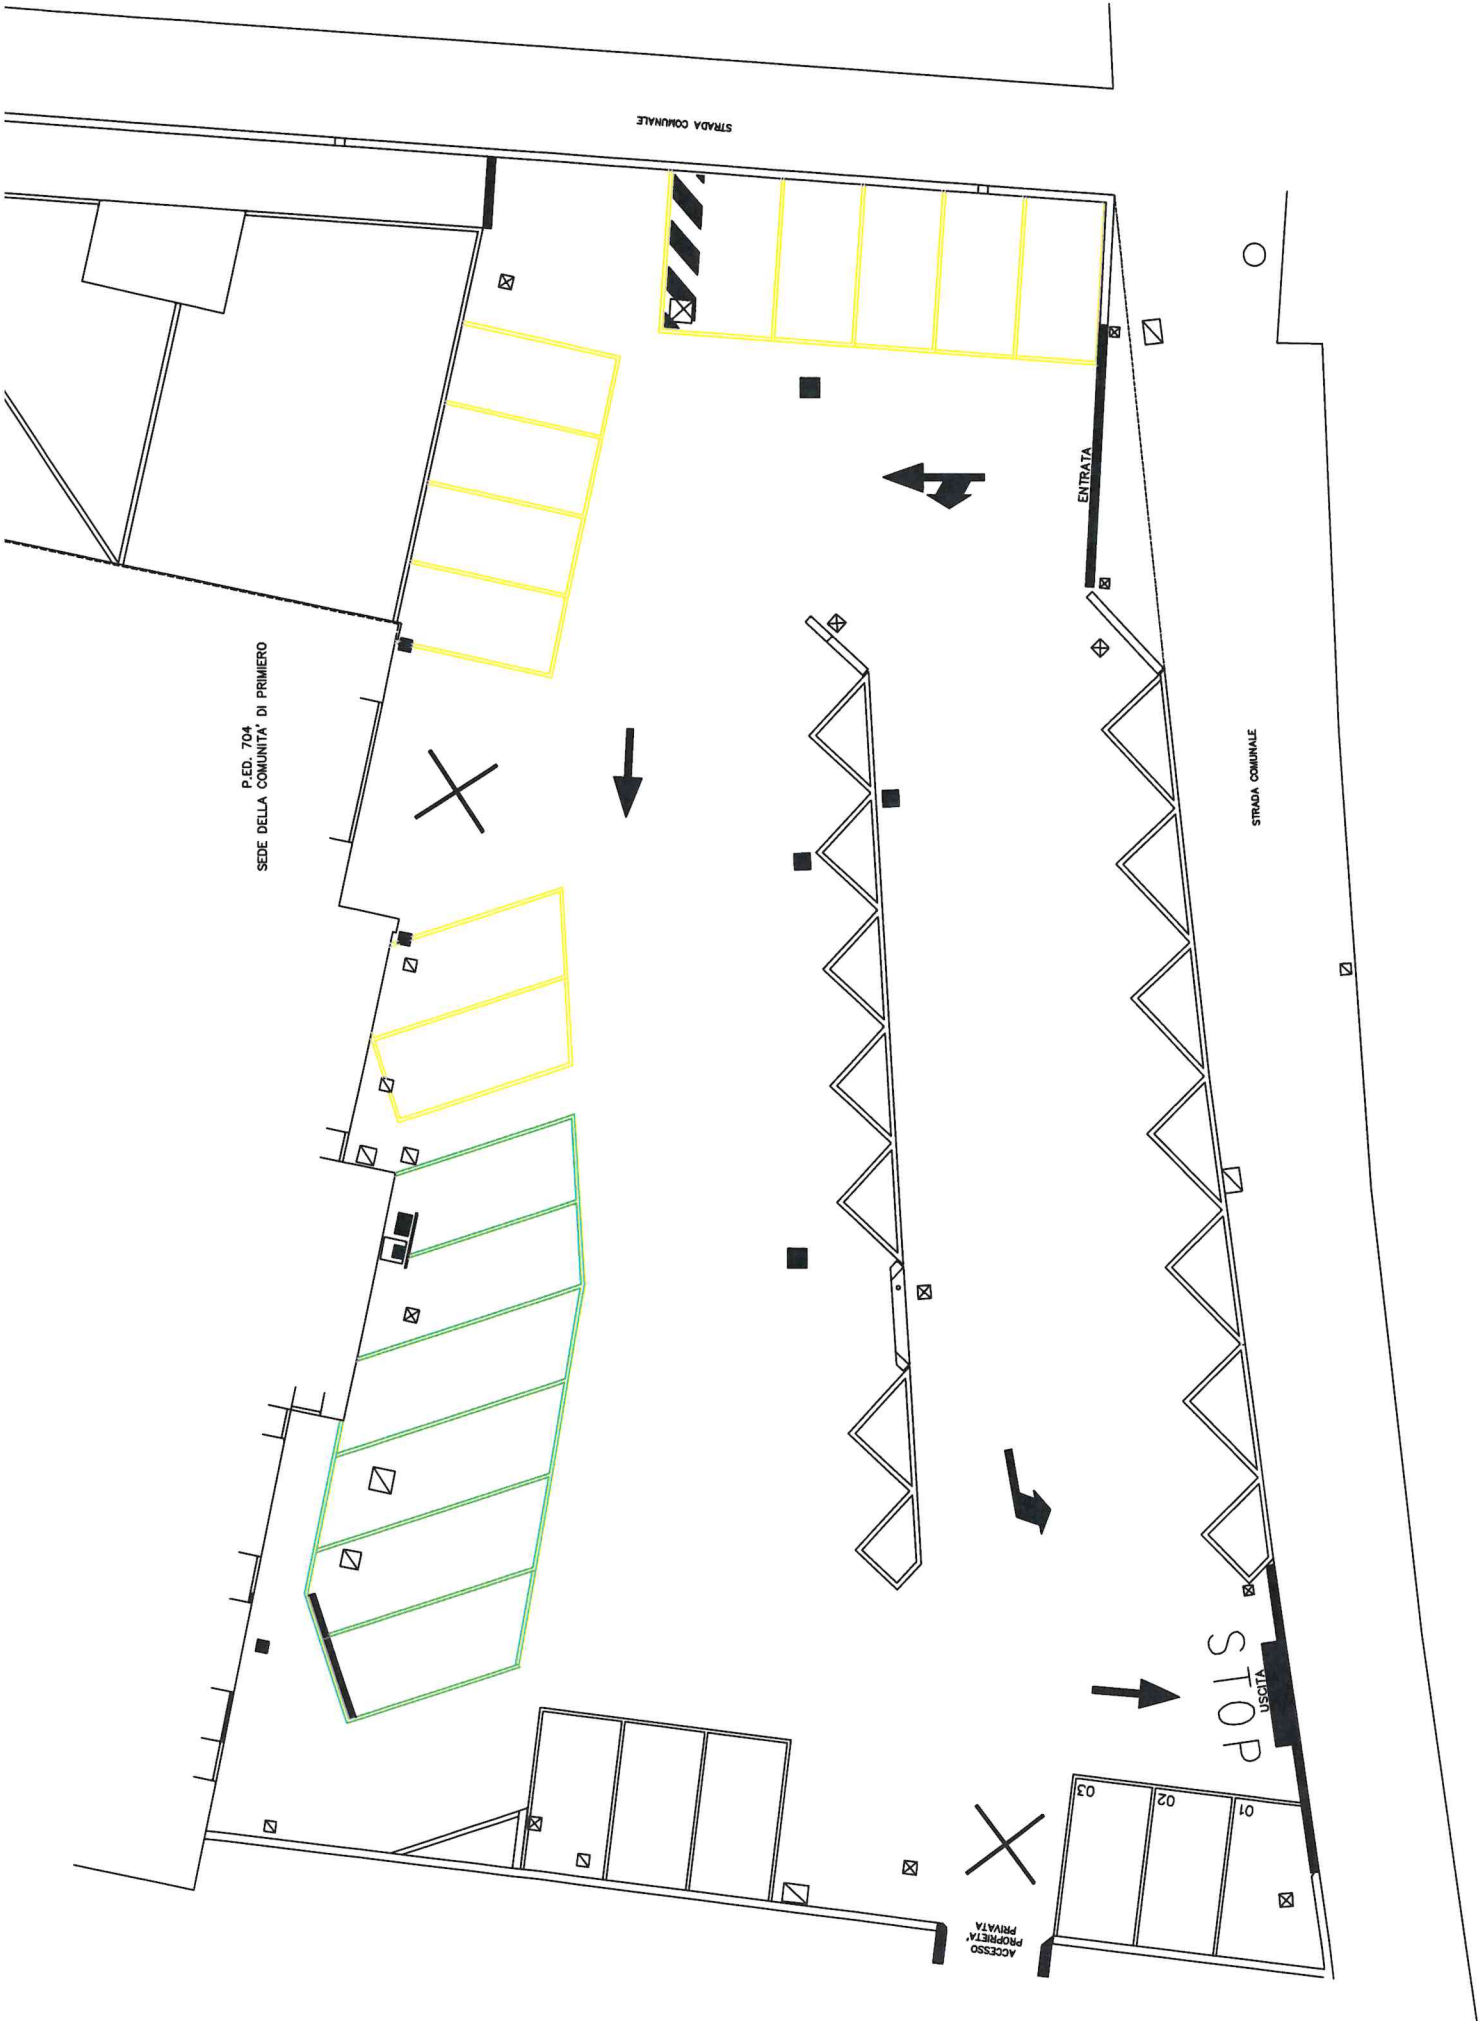 STRADA COMUNALE
ENTRATA
P.ED. 704
SEDE DELLA COMUNITA' DI PRIMIERO
STRADA COMUNALE
STOP
USCITA
03
02
01
ACCESSO
PROPRIETA'
PRIVATA